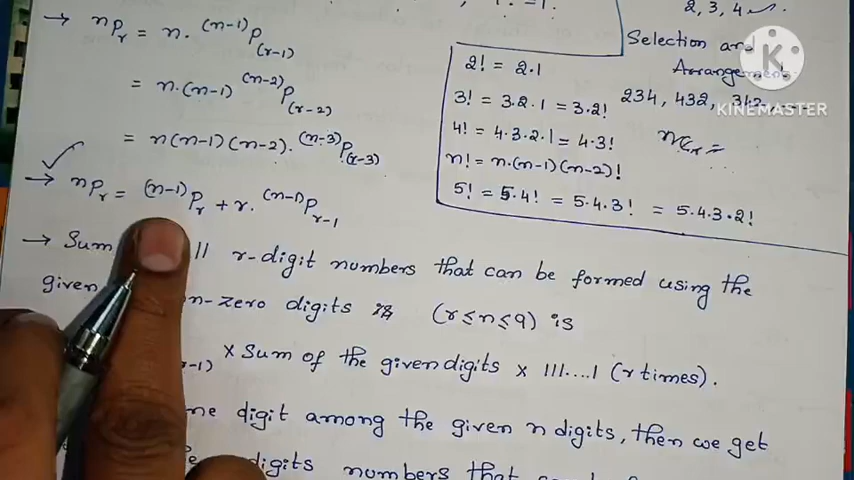 → nPr = n. (n-1)P(r-1)
= n.(n-1) (n-2)P(r-2)
= n(n-1)(n-2). (n-3)P(r-3)
→ nPr = (n-1)Pr + r. (n-1)Pr-1
2, 3, 4
Selection and
Arrangement.
234, 432, 312,
nCr =
2! = 2.1
3! = 3.2.1 = 3.2!
4! = 4.3.2.1 = 4.3!
n! = n.(n-1)(n-2)!
5! = 5.4! = 5.4.3! = 5.4.3.2!
→ Sum r-digit numbers that can be formed using the
given n-zero digits is (r≤n≤9) is
r-1) × Sum of the given digits × 111....1 (r times).
digit among the given n digits, then we get
digits numbers that
K
KINEMASTER